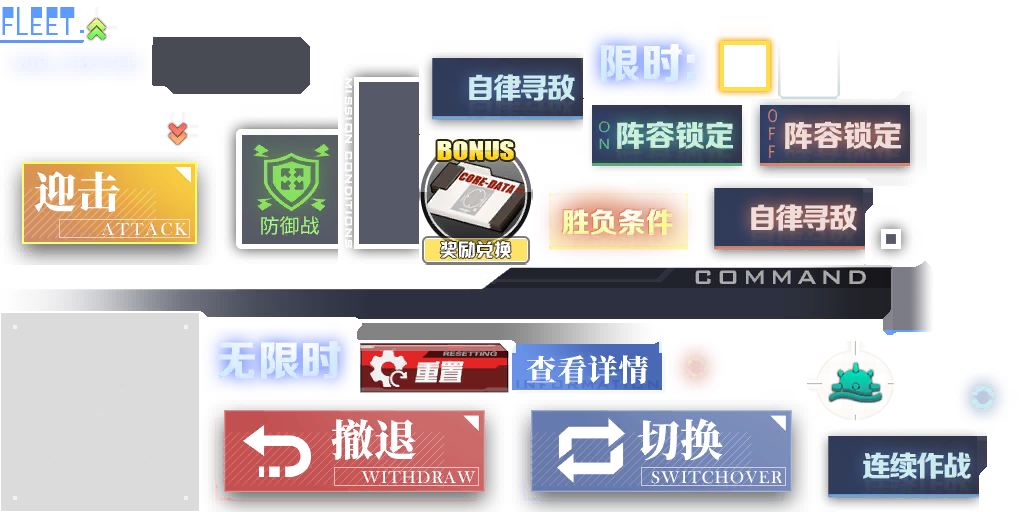 FLEET
限时:
自律寻敌
MISSION CONDITIONS
ON
阵容锁定
OFF
阵容锁定
BONUS
CORE-DATA
奖励兑换
迎击
ATTACK
防御战
胜负条件
自律寻敌
COMMAND
无限时
RESETTING
重置
查看详情
INFORMATION
撤退
WITHDRAW
切换
SWITCHOVER
连续作战